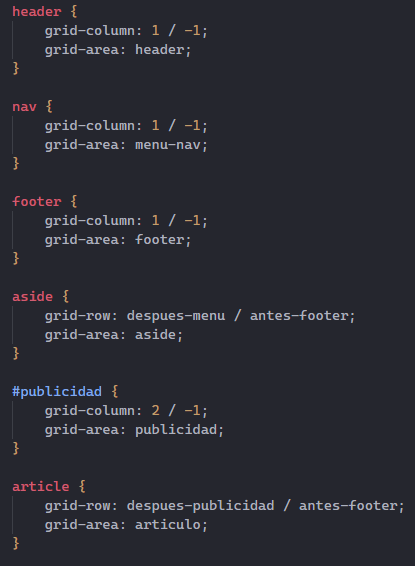 header {
    grid-column: 1 / -1;
    grid-area: header;
}
nav {
    grid-column: 1 / -1;
    grid-area: menu-nav;
}
footer {
    grid-column: 1 / -1;
    grid-area: footer;
}
aside {
    grid-row: despues-menu / antes-footer;
    grid-area: aside;
}
#publicidad {
    grid-column: 2 / -1;
    grid-area: publicidad;
}
article {
    grid-row: despues-publicidad / antes-footer;
    grid-area: articulo;
}